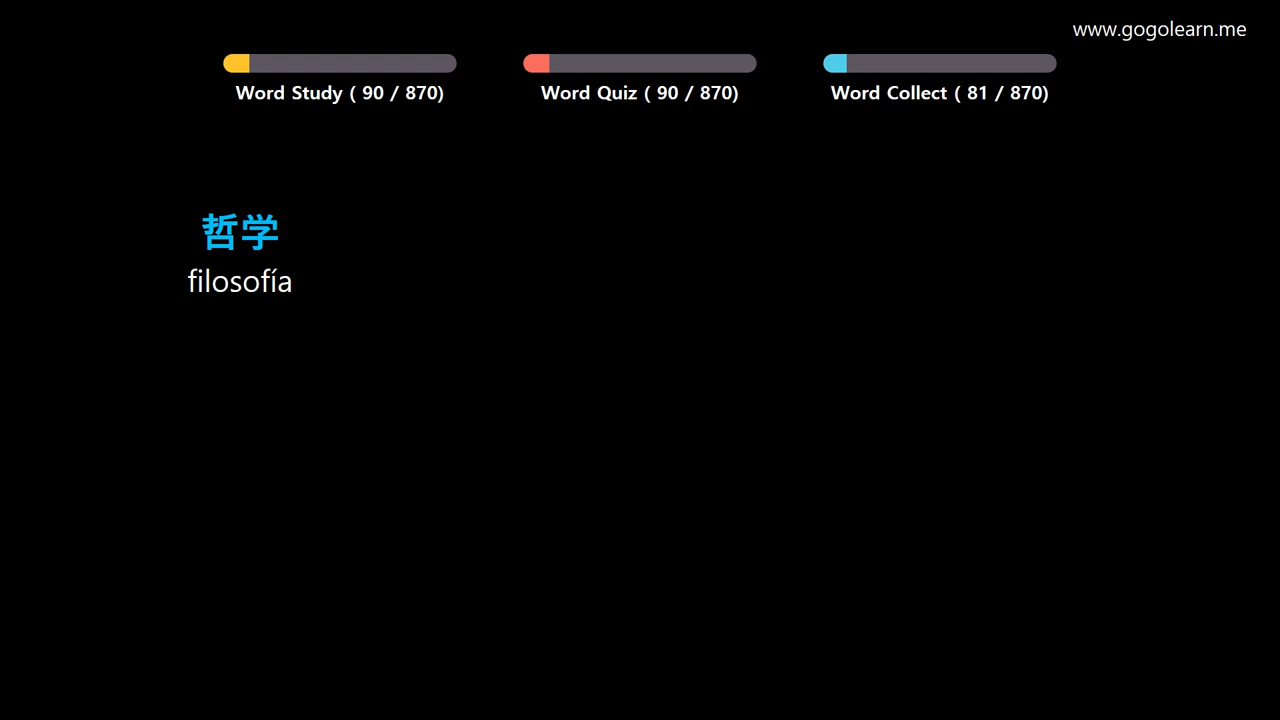 www.gogolearn.me
Word Study ( 90 / 870)
Word Quiz ( 90 / 870)
Word Collect ( 81 / 870)
哲学
filosofía